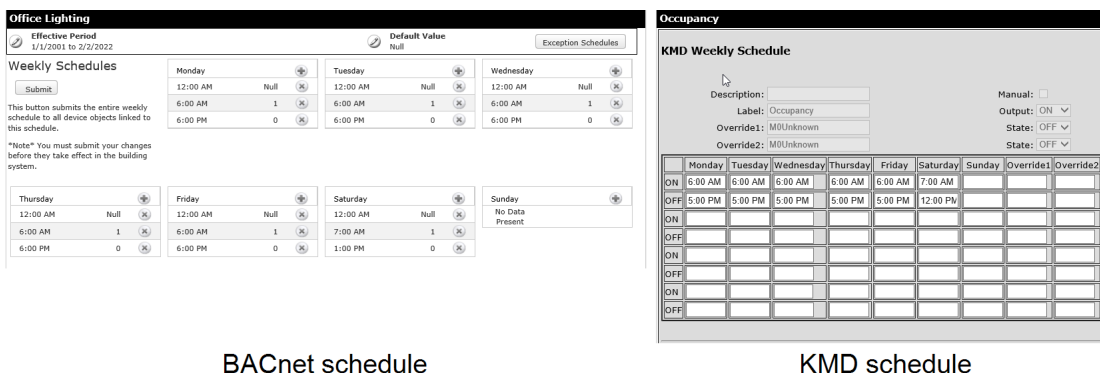 Office Lighting
Effective Period
1/1/2001 to 2/2/2022
Default Value
Null
Exception Schedules
Weekly Schedules
Submit
This button submits the entire weekly
schedule to all device objects linked to
this schedule.
*Note* You must submit your changes
before they take effect in the building
system.
Monday
12:00 AM Null
6:00 AM 1
6:00 PM 0
Tuesday
12:00 AM Null
6:00 AM 1
6:00 PM 0
Wednesday
12:00 AM Null
6:00 AM 1
6:00 PM 0
Thursday
12:00 AM Null
6:00 AM 1
6:00 PM 0
Friday
12:00 AM Null
6:00 AM 1
6:00 PM 0
Saturday
12:00 AM Null
7:00 AM 1
1:00 PM 0
Sunday
No Data
Present
BACnet schedule
Occupancy
KMD Weekly Schedule
Description:
Manual:
Label: Occupancy
Output: ON
Override1: M0Unknown
State: OFF
Override2: M0Unknown
State: OFF
Monday Tuesday Wednesday Thursday Friday Saturday Sunday Override1 Override2
ON 6:00 AM 6:00 AM 6:00 AM 6:00 AM 6:00 AM 7:00 AM
OFF 5:00 PM 5:00 PM 5:00 PM 5:00 PM 5:00 PM 12:00 PM
ON
OFF
ON
OFF
ON
OFF
KMD schedule